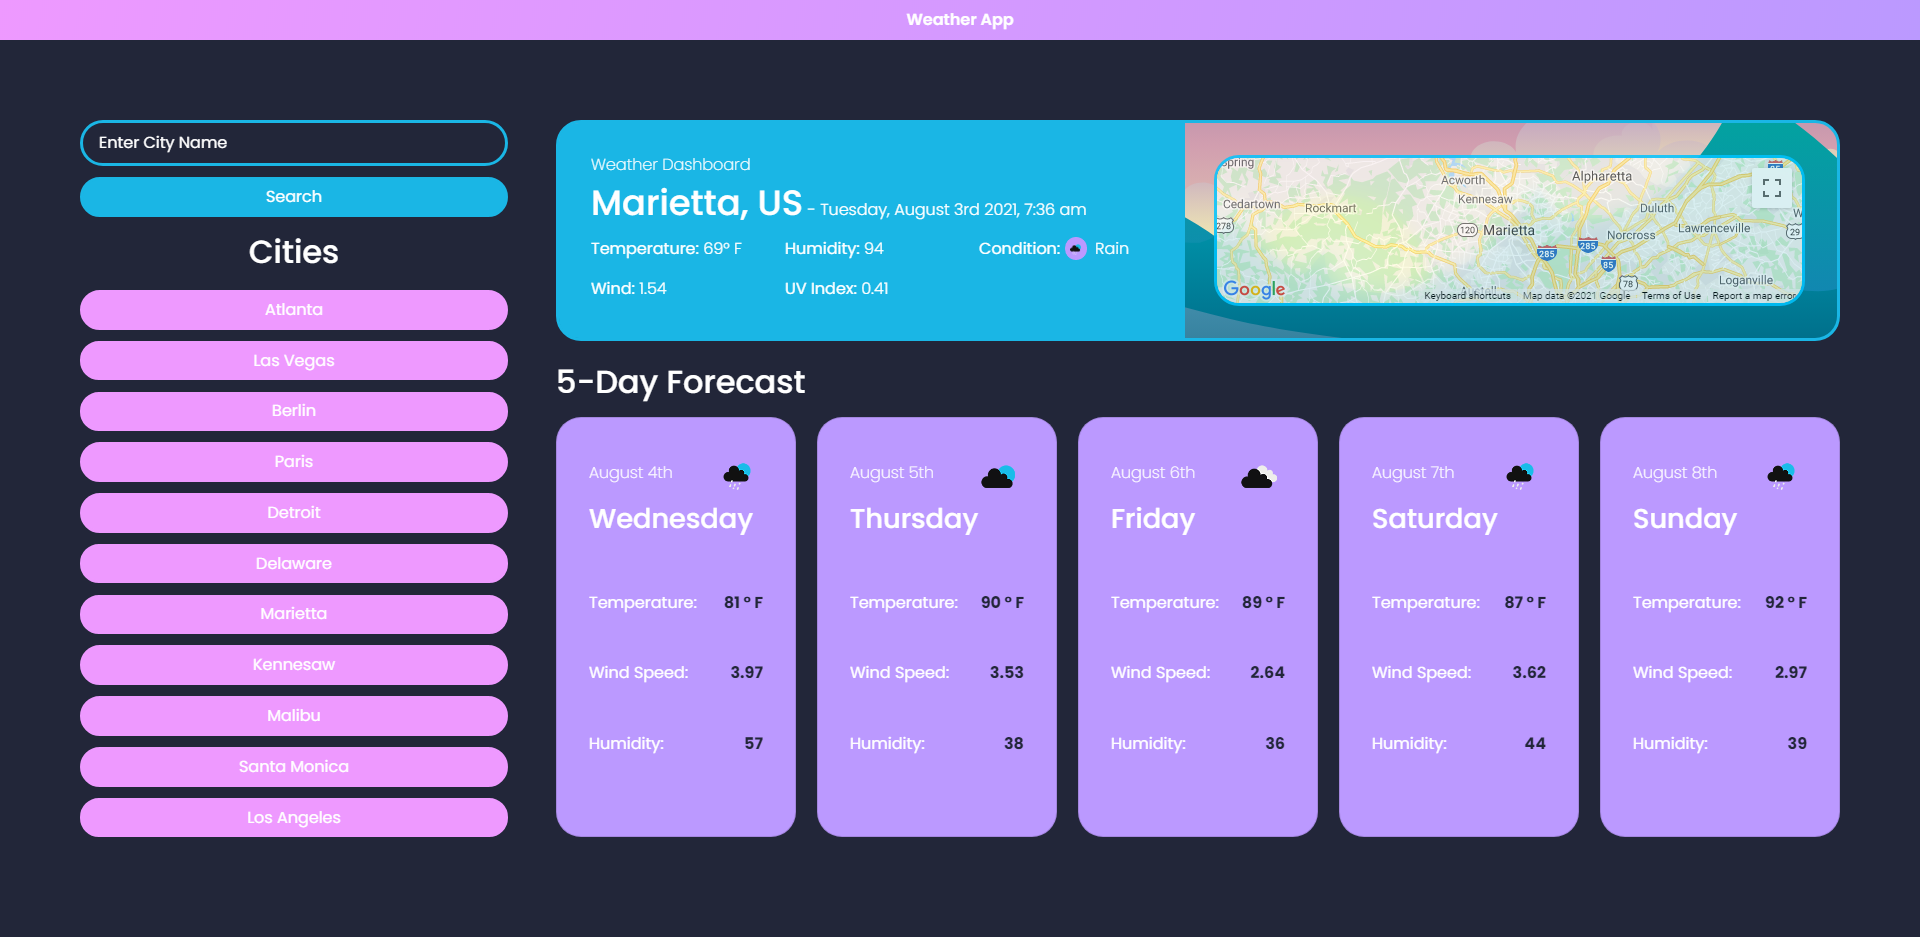 Weather App
Enter City Name
Search
Cities
Atlanta
Las Vegas
Berlin
Paris
Detroit
Delaware
Marietta
Kennesaw
Malibu
Santa Monica
Los Angeles
Weather Dashboard
Marietta, US - Tuesday, August 3rd 2021, 7:36 am
Temperature: 69° F Humidity: 94 Condition: Rain
Wind: 1.54 UV Index: 0.41
Spring
Alpharetta
Acworth
Kennesaw
Cedartown
Rockmart
Duluth
278
120 Marietta
Norcross
Lawrenceville
29
285
285
85
78
Loganville
Google
Keyboard shortcuts Map data ©2021 Google Terms of Use Report a map error
5-Day Forecast
August 4th
Wednesday
Temperature: 81 ° F
Wind Speed: 3.97
Humidity: 57
August 5th
Thursday
Temperature: 90 ° F
Wind Speed: 3.53
Humidity: 38
August 6th
Friday
Temperature: 89 ° F
Wind Speed: 2.64
Humidity: 36
August 7th
Saturday
Temperature: 87 ° F
Wind Speed: 3.62
Humidity: 44
August 8th
Sunday
Temperature: 92 ° F
Wind Speed: 2.97
Humidity: 39